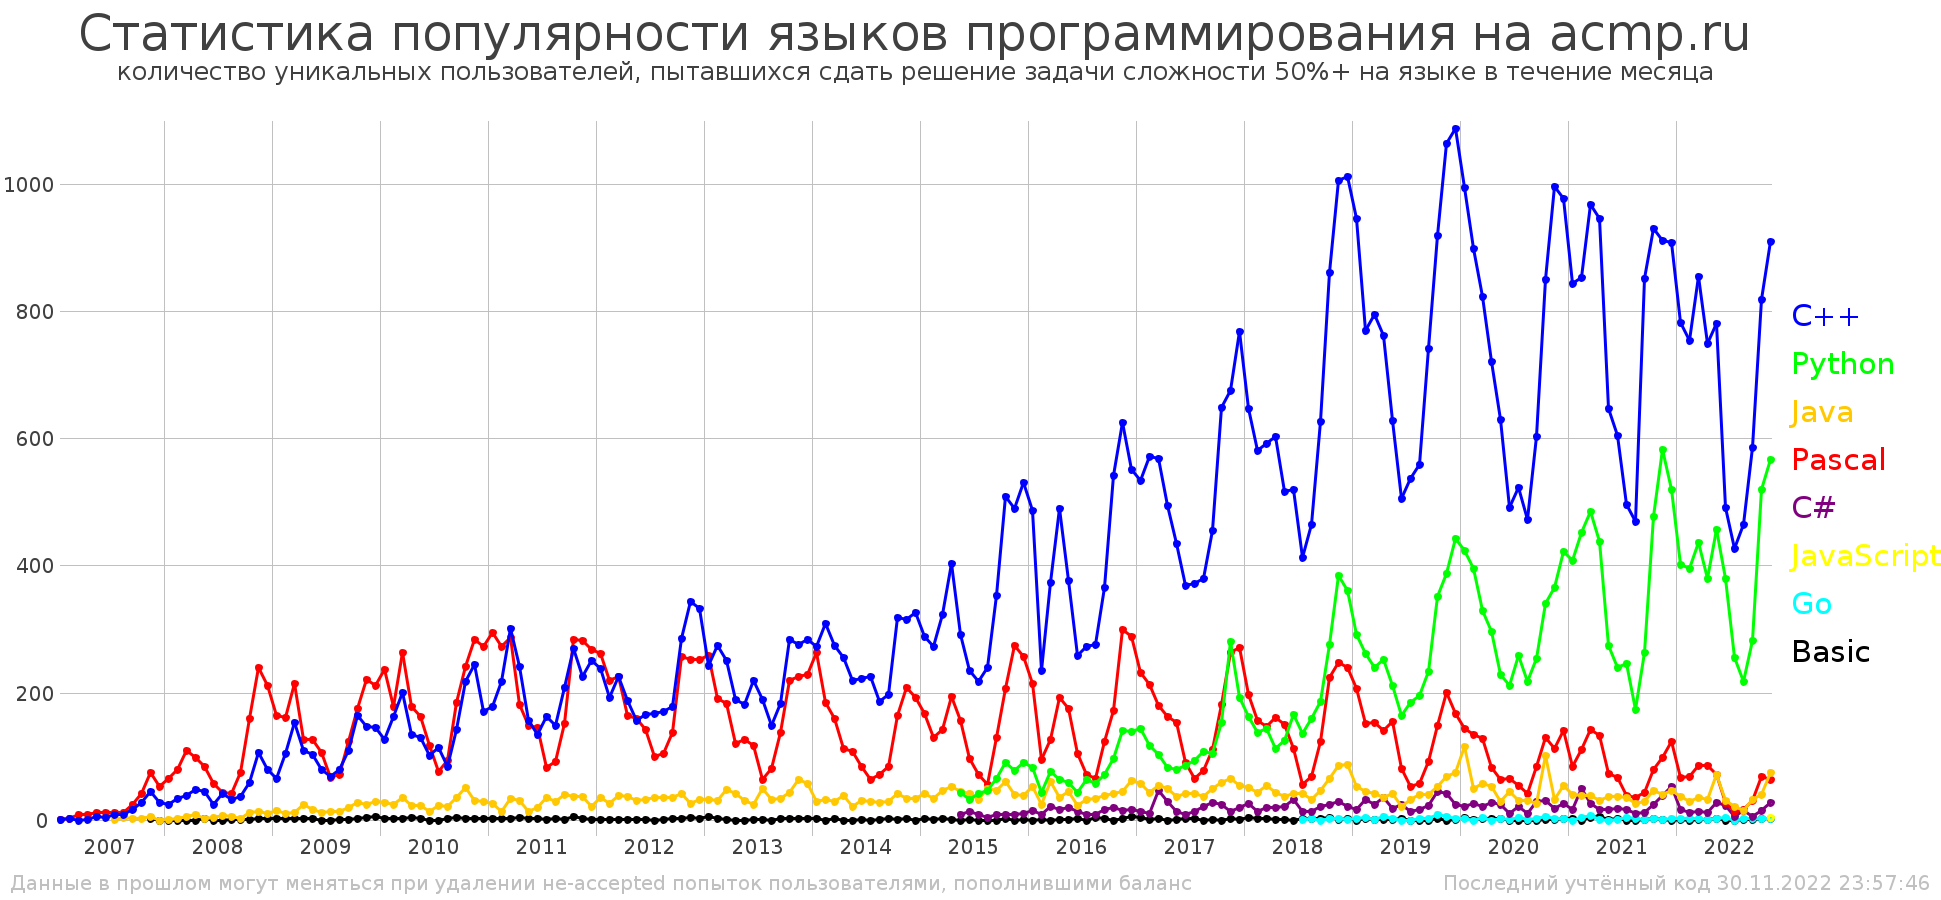 Статистика популярности языков программирования на acmp.ru
количество уникальных пользователей, пытавшихся сдать решение задачи сложности 50%+ на языке в течение месяца
1000
800
600
400
200
0
C++
Python
Java
Pascal
C#
JavaScript
Go
Basic
2007 2008 2009 2010 2011 2012 2013 2014 2015 2016 2017 2018 2019 2020 2021 2022
Данные в прошлом могут меняться при удалении не-accepted попыток пользователями, пополнившими баланс
Последний учтённый код 30.11.2022 23:57:46